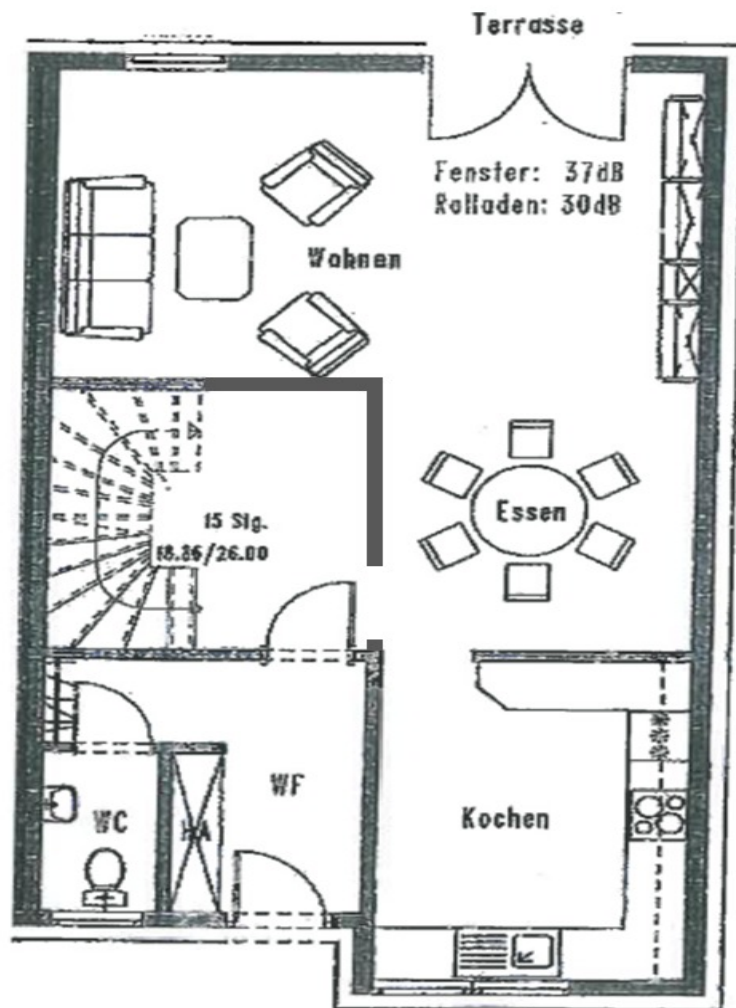 Terrasse
Fenster: 37dB
Rolladen: 30dB
Wohnen
15 Stg.
18.86/26.00
Essen
WF
WC
HA
Kochen